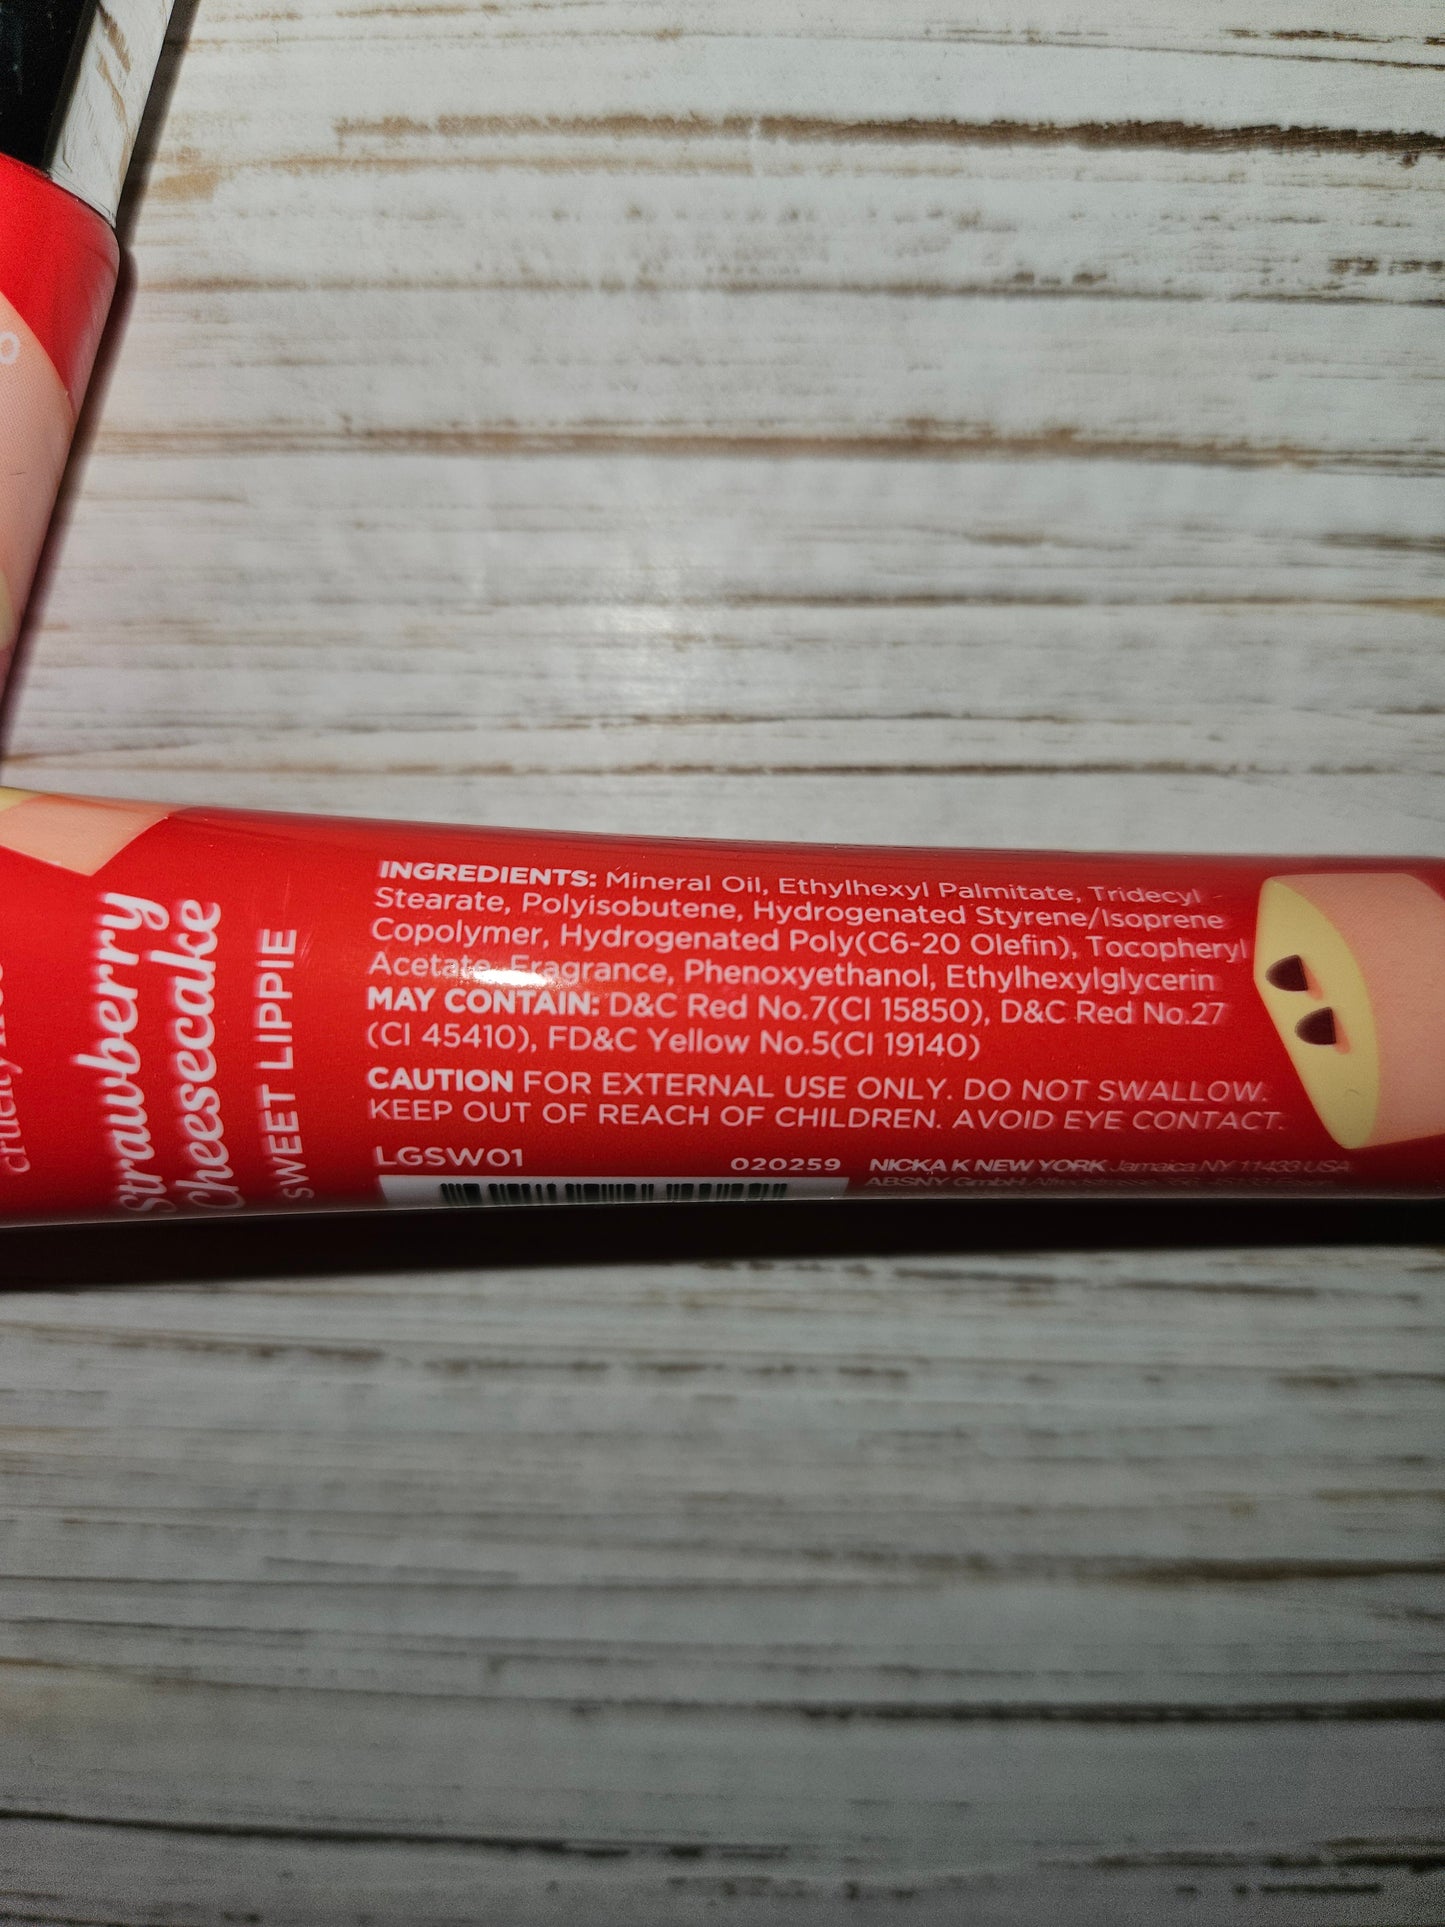 Strawberry
Cheesecake
SWEET LIPPIE
INGREDIENTS: Mineral Oil, Ethylhexyl Palmitate, Tridecyl
Stearate, Polyisobutene, Hydrogenated Styrene/Isoprene
Copolymer, Hydrogenated Poly(C6-20 Olefin), Tocopheryl
Acetate, Fragrance, Phenoxyethanol, Ethylhexylglycerin
MAY CONTAIN: D&C Red No.7(CI 15850), D&C Red No.27
(CI 45410), FD&C Yellow No.5(CI 19140)
CAUTION FOR EXTERNAL USE ONLY. DO NOT SWALLOW.
KEEP OUT OF REACH OF CHILDREN. AVOID EYE CONTACT.
LGSW01
020259
NICKA K NEW YORK Jamaica NY 11433 USA
ABSNY GmbH